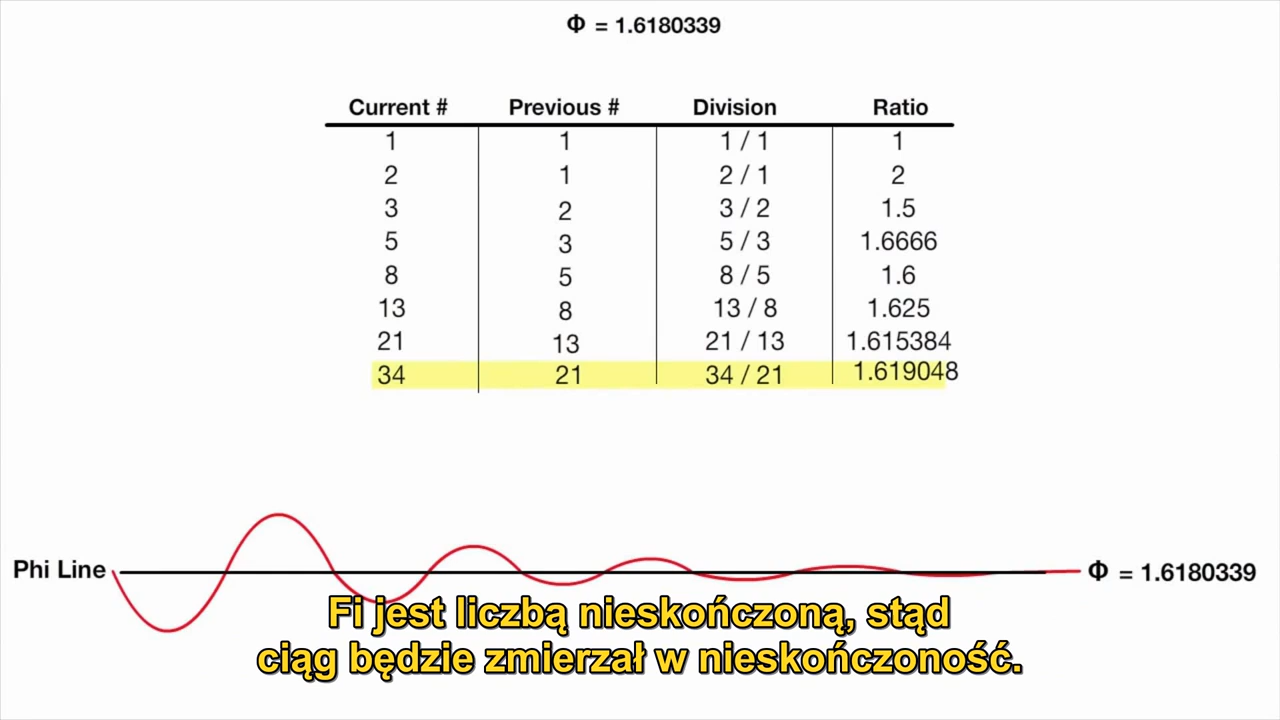 Φ = 1.6180339
Current # Previous # Division Ratio
1 1 1 / 1 1
2 1 2 / 1 2
3 2 3 / 2 1.5
5 3 5 / 3 1.6666
8 5 8 / 5 1.6
13 8 13 / 8 1.625
21 13 21 / 13 1.615384
34 21 34 / 21 1.619048
Phi Line Φ = 1.6180339
Fi jest liczbą nieskończoną, stąd
ciąg będzie zmierzał w nieskończoność.